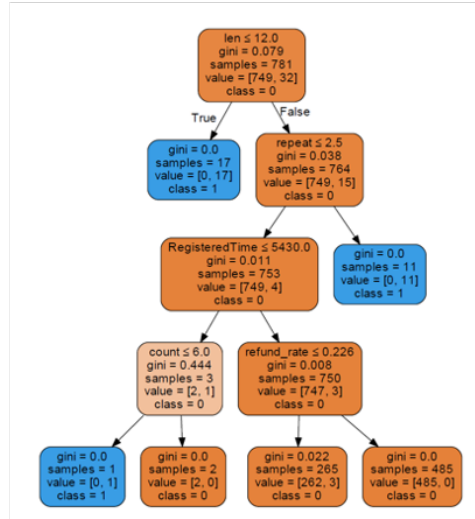 len ≤ 12.0
gini = 0.079
samples = 781
value = [749, 32]
class = 0
True
False
gini = 0.0
samples = 17
value = [0, 17]
class = 1
repeat ≤ 2.5
gini = 0.038
samples = 764
value = [749, 15]
class = 0
RegisteredTime ≤ 5430.0
gini = 0.011
samples = 753
value = [749, 4]
class = 0
gini = 0.0
samples = 11
value = [0, 11]
class = 1
count ≤ 6.0
gini = 0.444
samples = 3
value = [2, 1]
class = 0
refund_rate ≤ 0.226
gini = 0.008
samples = 750
value = [747, 3]
class = 0
gini = 0.0
samples = 1
value = [0, 1]
class = 1
gini = 0.0
samples = 2
value = [2, 0]
class = 0
gini = 0.022
samples = 265
value = [262, 3]
class = 0
gini = 0.0
samples = 485
value = [485, 0]
class = 0